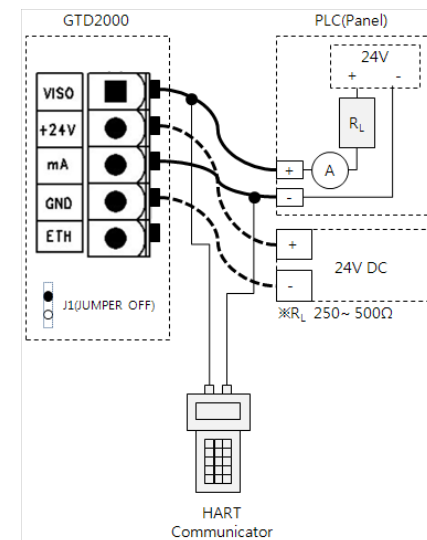 GTD2000
PLC(Panel)
24V
+ -
VISO
+24V
mA
GND
ETH
RL
+
A
-
+
-
24V DC
J1(JUMPER OFF)
※RL 250~ 500Ω
HART
Communicator